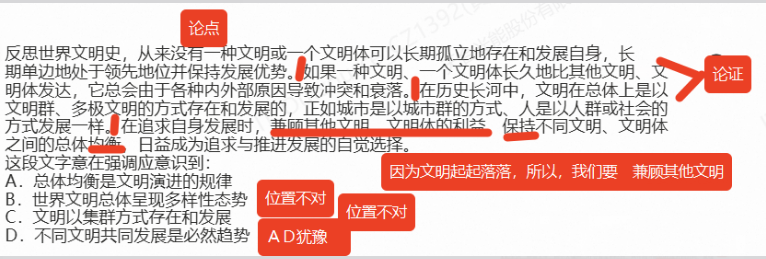 论点
反思世界文明史，从来没有一种文明或一个文明体可以长期孤立地存在和发展自身，长
期单边地处于领先地位并保持发展优势。如果一种文明、一个文明体长久地比其他文明、文
明体发达，它总会由于各种内外部原因导致冲突和衰落。在历史长河中，文明在总体上是以
文明群、多极文明的方式存在和发展的，正如城市是以城市群的方式、人是以人群或社会的
方式发展一样。在追求自身发展时，兼顾其他文明、文明体的利益，保持不同文明、文明体
之间的总体均衡，日益成为追求与推进发展的自觉选择。
论证
这段文字意在强调应意识到：
因为文明起起落落，所以，我们要 兼顾其他文明
A．总体均衡是文明演进的规律
B．世界文明总体呈现多样性态势
位置不对
C．文明以集群方式存在和发展
位置不对
D．不同文明共同发展是必然趋势
A D犹豫